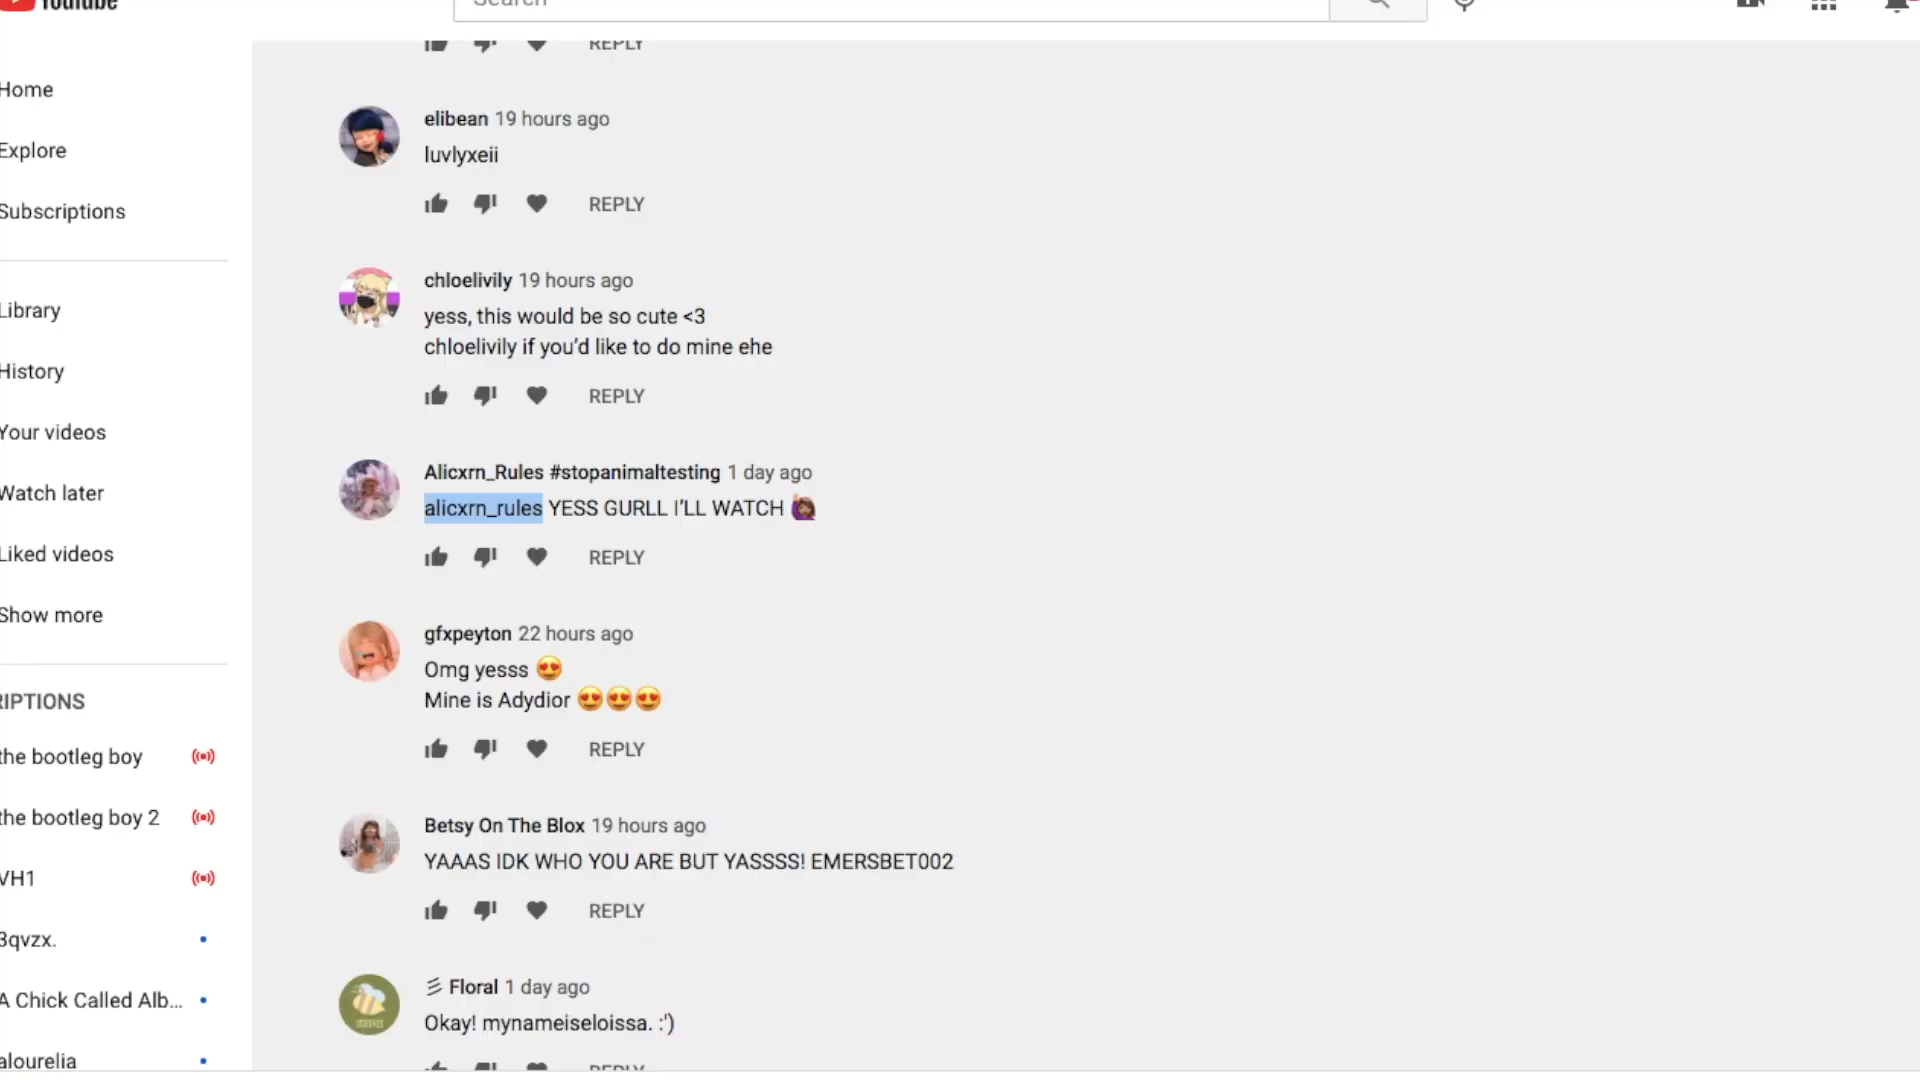 YouTube
Search
Home
Explore
Subscriptions
Library
History
Your videos
Watch later
Liked videos
Show more
RIPTIONS
the bootleg boy
the bootleg boy 2
VH1
3qvzx.
A Chick Called Alb...
alourelia
REPLY
elibean 19 hours ago
luvlyxeii
REPLY
chloelivily 19 hours ago
yess, this would be so cute <3
chloelivily if you’d like to do mine ehe
REPLY
Alicxrn_Rules #stopanimaltesting 1 day ago
alicxrn_rules YESS GURLL I’LL WATCH 🙋🏽‍♀️
REPLY
gfxpeyton 22 hours ago
Omg yesss 😍
Mine is Adydior 😍😍😍
REPLY
Betsy On The Blox 19 hours ago
YAAAS IDK WHO YOU ARE BUT YASSSS! EMERSBET002
REPLY
彡 Floral 1 day ago
Okay! mynameiseloissa. :')
REPLY